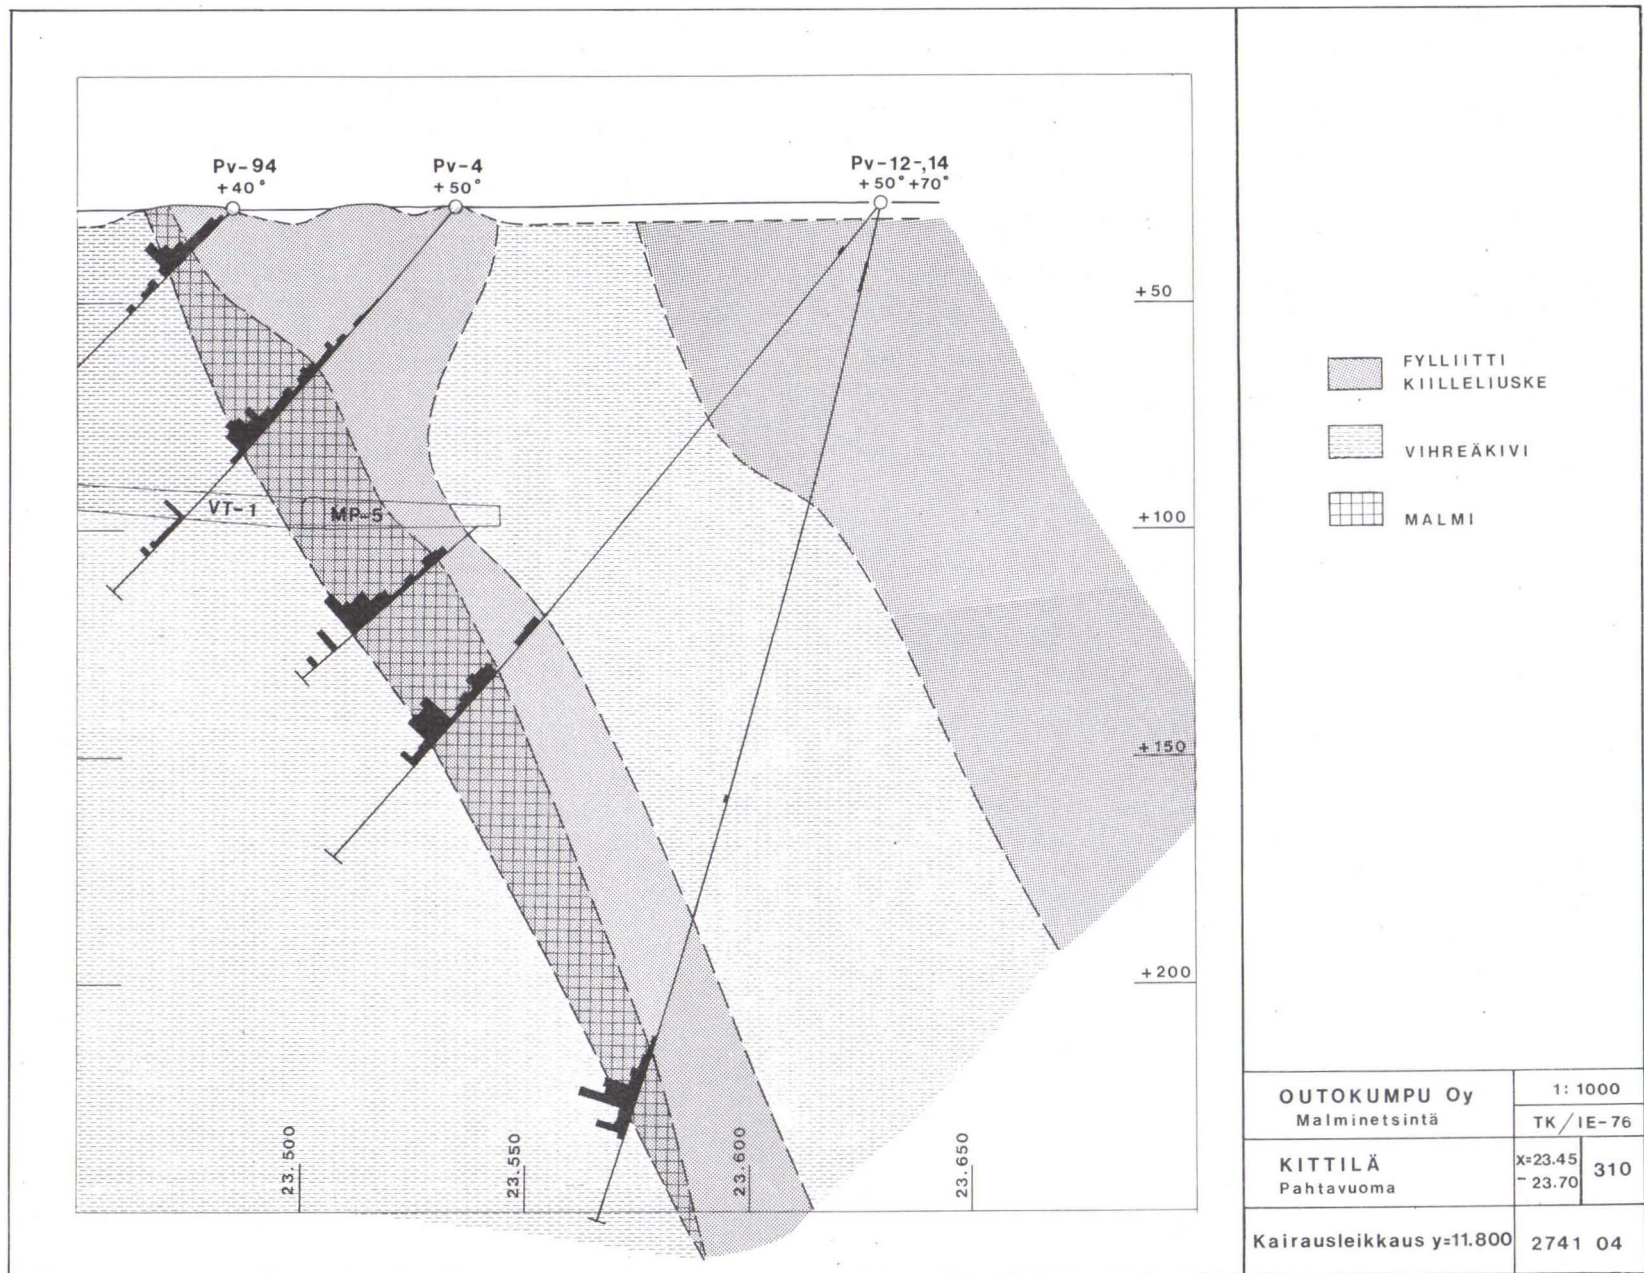 Pv-94
+40°
Pv-4
+50°
Pv-12-,14
+50°+70°
+50
VT-1
MP-5
+100
+150
+200
23.500
23.550
23.600
23.650
FYLLIITTI
KIILLELIUSKE
VIHREÄKIVI
MALMI
OUTOKUMPU Oy
Malminetsintä
1:1000
TK/IE-76
KITTILÄ
Pahtavuoma
x=23.45
- 23.70
310
Kairausleikkaus y=11.800
2741 04